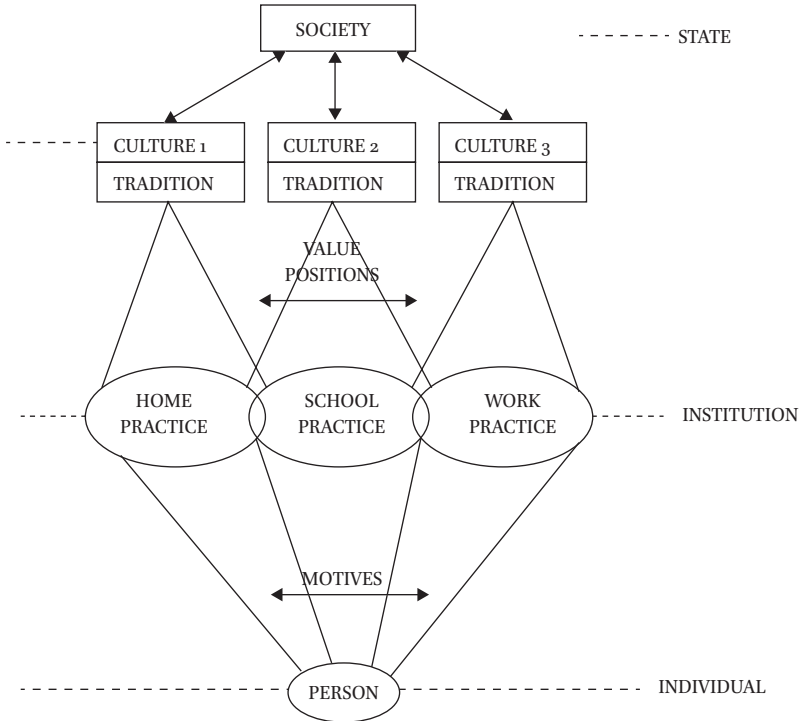 SOCIETY
STATE
CULTURE 1
CULTURE 2
CULTURE 3
TRADITION
TRADITION
TRADITION
VALUE
POSITIONS
HOME
PRACTICE
SCHOOL
PRACTICE
WORK
PRACTICE
INSTITUTION
MOTIVES
PERSON
INDIVIDUAL